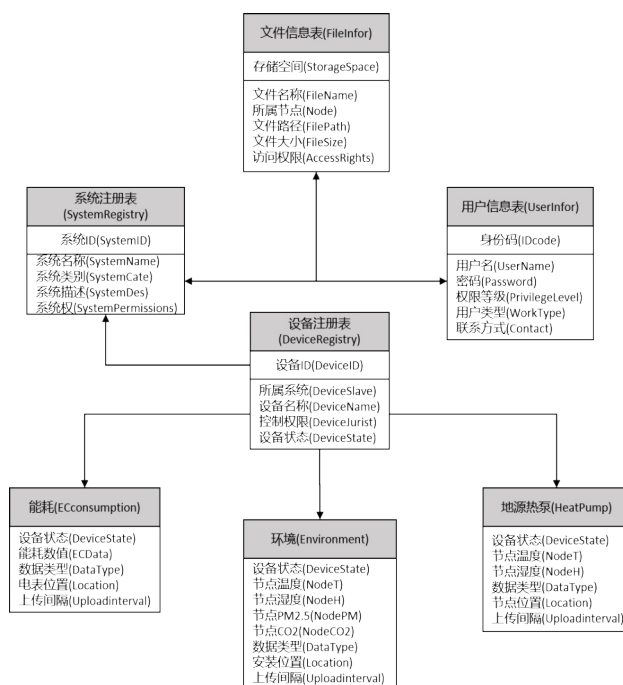 文件信息表(FileInfor)
存储空间(StorageSpace)
文件名称(FileName)
所属节点(Node)
文件路径(FilePath)
文件大小(FileSize)
访问权限(AccessRights)
系统注册表
(SystemRegistry)
系统ID(SystemID)
系统名称(SystemName)
系统类别(SystemCate)
系统描述(SystemDes)
系统权(SystemPermissions)
用户信息表(UserInfor)
身份码(IDcode)
用户名(UserName)
密码(Password)
权限等级(PrivilegeLevel)
用户类型(WorkType)
联系方式(Contact)
设备注册表
(DeviceRegistry)
设备ID(DeviceID)
所属系统(DeviceSlave)
设备名称(DeviceName)
控制权限(DeviceJurist)
设备状态(DeviceState)
能耗(ECconsumption)
设备状态(DeviceState)
能耗数值(ECData)
数据类型(DataType)
电表位置(Location)
上传间隔(Uploadinterval)
环境(Environment)
设备状态(DeviceState)
节点温度(NodeT)
节点湿度(NodeH)
节点PM2.5(NodePM)
节点CO2(NodeCO2)
数据类型(DataType)
安装位置(Location)
上传间隔(Uploadinterval)
地源热泵(HeatPump)
设备状态(DeviceState)
节点温度(NodeT)
节点湿度(NodeH)
数据类型(DataType)
节点位置(Location)
上传间隔(Uploadinterval)